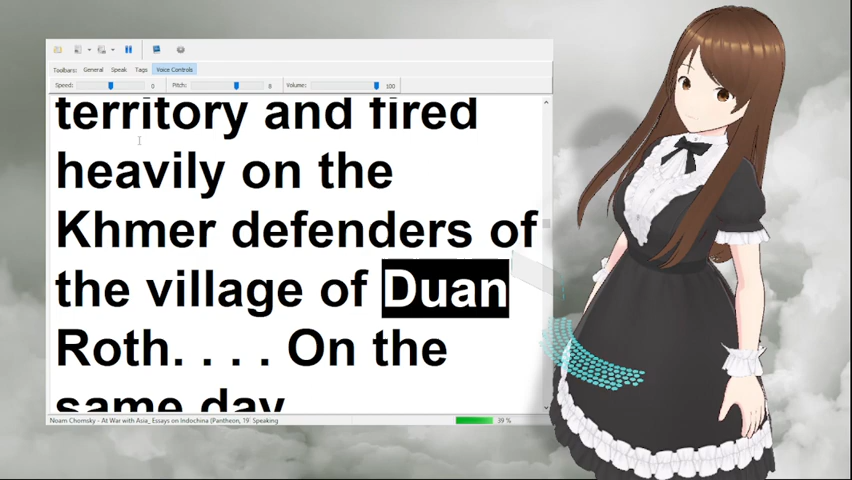 Toolbars: General Speak Tags Voice Controls
Speed: 0 Pitch: 8 Volume: 100
territory and fired
heavily on the
Khmer defenders of
the village of Duan
Roth. . . . On the
same day
Noam Chomsky - At War with Asia_ Essays on Indochina (Pantheon, 19 Speaking 39 %